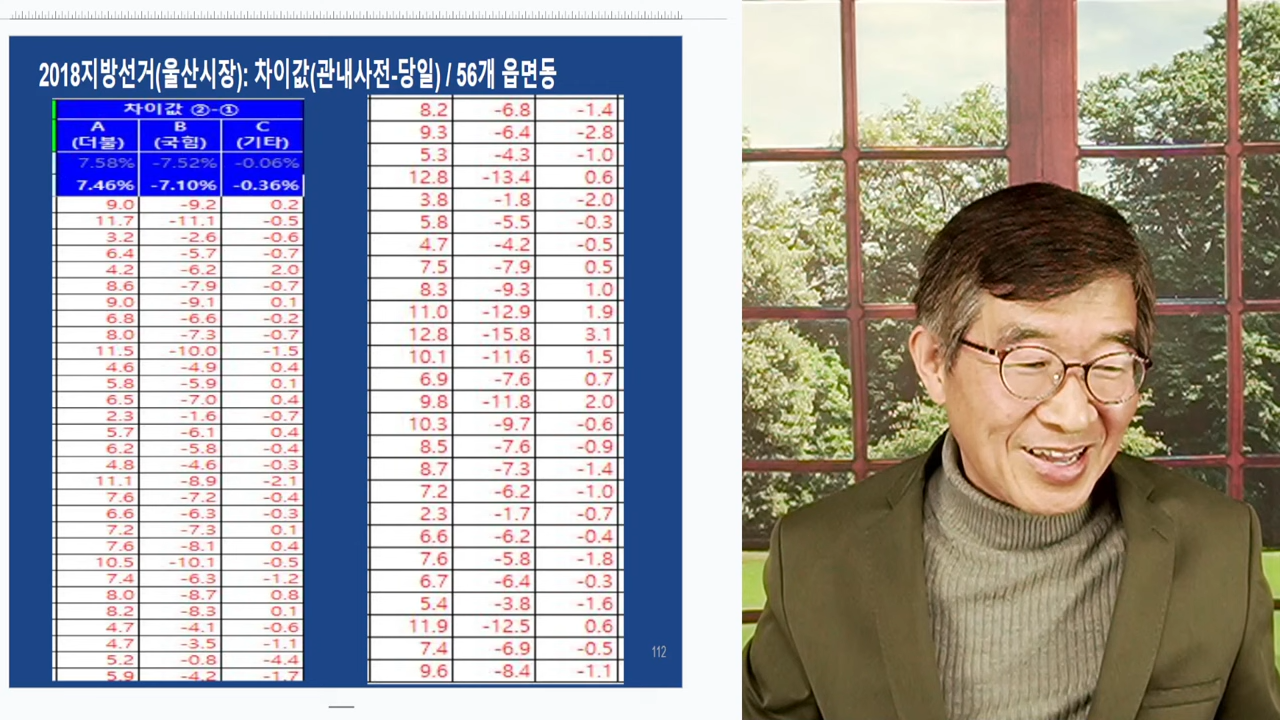 2018지방선거(울산시장): 차이값(관내사전-당일) / 56개 읍면동
차이값 ②-①
A B C
(더불) (국힘) (기타)
7.58% -7.52% -0.06%
7.46% -7.10% -0.36%
9.0 -9.2 0.2
11.7 -11.1 -0.5
3.2 -2.6 -0.6
6.4 -5.7 -0.7
4.2 -6.2 2.0
8.6 -7.9 -0.7
9.0 -9.1 0.1
6.8 -6.6 -0.2
8.0 -7.3 -0.7
11.5 -10.0 -1.5
4.6 -4.9 0.4
5.8 -5.9 0.1
6.5 -7.0 0.4
2.3 -1.6 -0.7
5.7 -6.1 0.4
6.2 -5.8 -0.4
4.8 -4.6 -0.3
11.1 -8.9 -2.1
7.6 -7.2 -0.4
6.6 -6.3 -0.3
7.2 -7.3 0.1
7.6 -8.1 0.4
10.5 -10.1 -0.5
7.4 -6.3 -1.2
8.0 -8.7 0.8
8.2 -8.3 0.1
4.7 -4.1 -0.6
4.7 -3.5 -1.1
5.2 -0.8 -4.4
5.9 -4.2 -1.7
8.2 -6.8 -1.4
9.3 -6.4 -2.8
5.3 -4.3 -1.0
12.8 -13.4 0.6
3.8 -1.8 -2.0
5.8 -5.5 -0.3
4.7 -4.2 -0.5
7.5 -7.9 0.5
8.3 -9.3 1.0
11.0 -12.9 1.9
12.8 -15.8 3.1
10.1 -11.6 1.5
6.9 -7.6 0.7
9.8 -11.8 2.0
10.3 -9.7 -0.6
8.5 -7.6 -0.9
8.7 -7.3 -1.4
7.2 -6.2 -1.0
2.3 -1.7 -0.7
6.6 -6.2 -0.4
7.6 -5.8 -1.8
6.7 -6.4 -0.3
5.4 -3.8 -1.6
11.9 -12.5 0.6
7.4 -6.9 -0.5
9.6 -8.4 -1.1
112